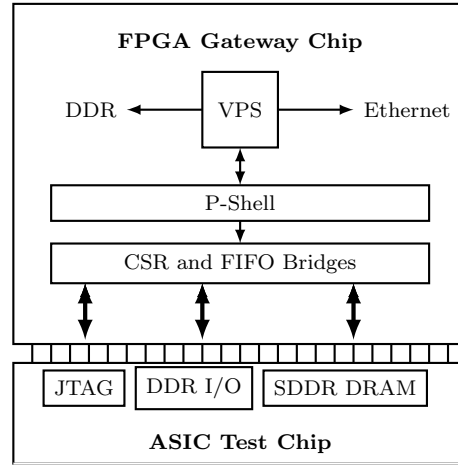 FPGA Gateway Chip
DDR
VPS
Ethernet
P-Shell
CSR and FIFO Bridges
JTAG
DDR I/O
SDDR DRAM
ASIC Test Chip